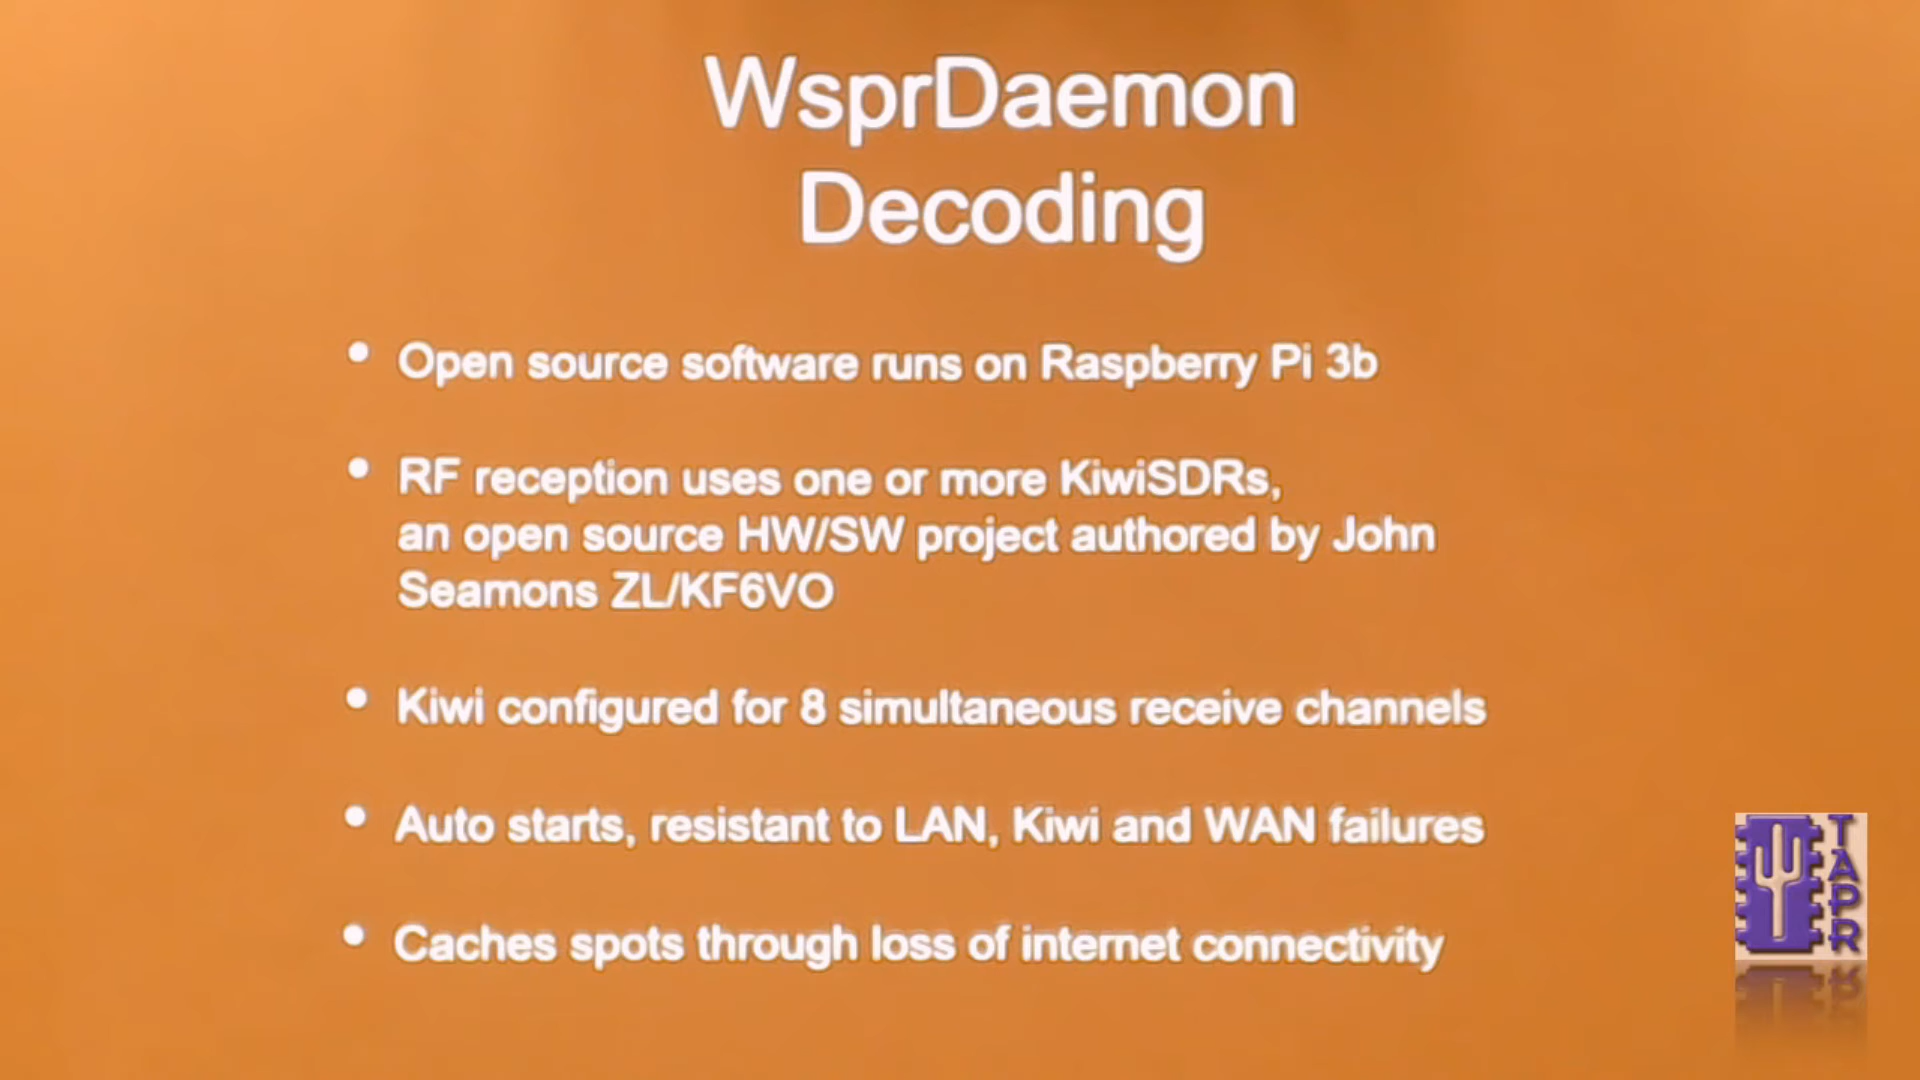 WsprDaemon
Decoding
• Open source software runs on Raspberry Pi 3b
• RF reception uses one or more KiwiSDRs,
an open source HW/SW project authored by John
Seamons ZL/KF6VO
• Kiwi configured for 8 simultaneous receive channels
• Auto starts, resistant to LAN, Kiwi and WAN failures
• Caches spots through loss of internet connectivity
TAPR